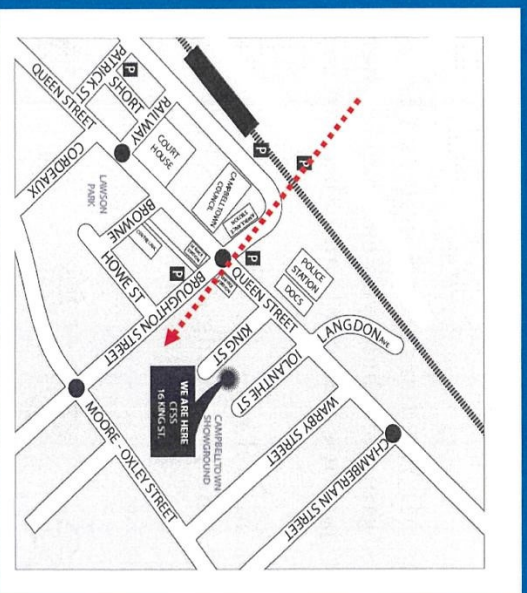 P
PATRICK ST
QUEEN STREET
SHORT
RAILWAY
CORDEAUX
COURT
HOUSE
LAWSON
PARK
CAMPBELLTOWN
COUNCIL
P
P
BROWNE
HOWE ST
P
P
BROUGHTON STREET
QUEEN STREET
POLICE
STATION
DOCS
LANGDON AVE
KING ST
IOLANTHE ST
WARBY STREET
CHAMBERLAIN STREET
WE ARE HERE
CFSS
16 KING ST.
CAMPBELLTOWN
SHOWGROUND
MOORE - OXLEY STREET